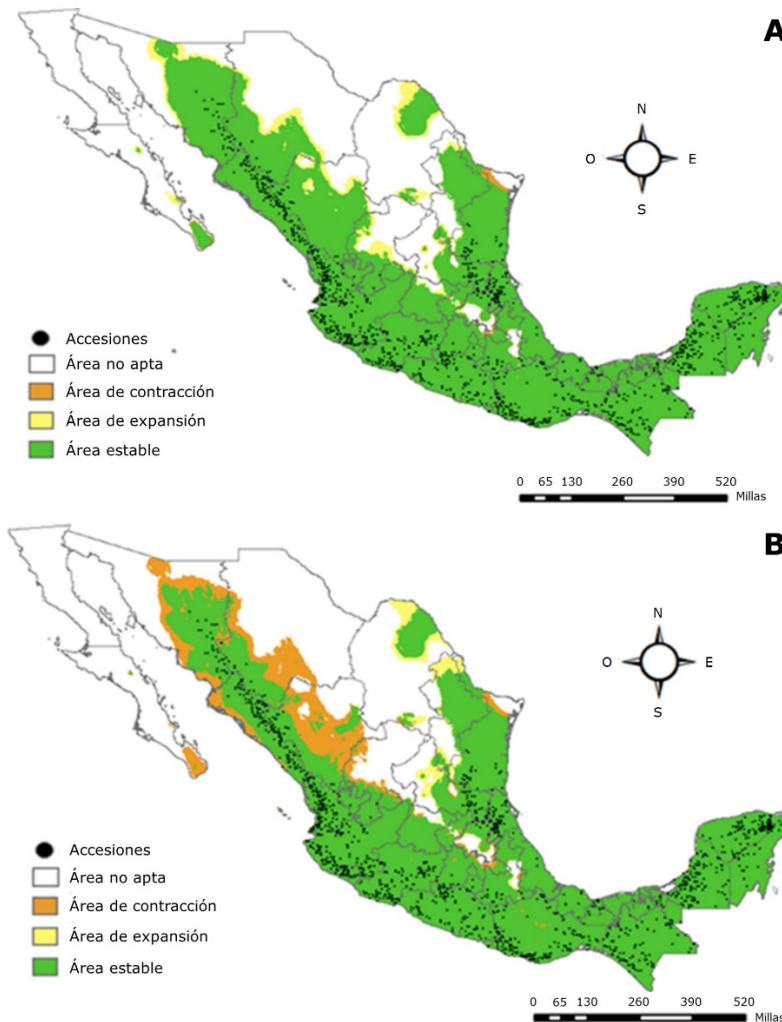 A
N
O E
S
Accesiones
Área no apta
Área de contracción
Área de expansión
Área estable
0 65 130 260 390 520
Millas
B
N
O E
S
Accesiones
Área no apta
Área de contracción
Área de expansión
Área estable
0 65 130 260 390 520
Millas